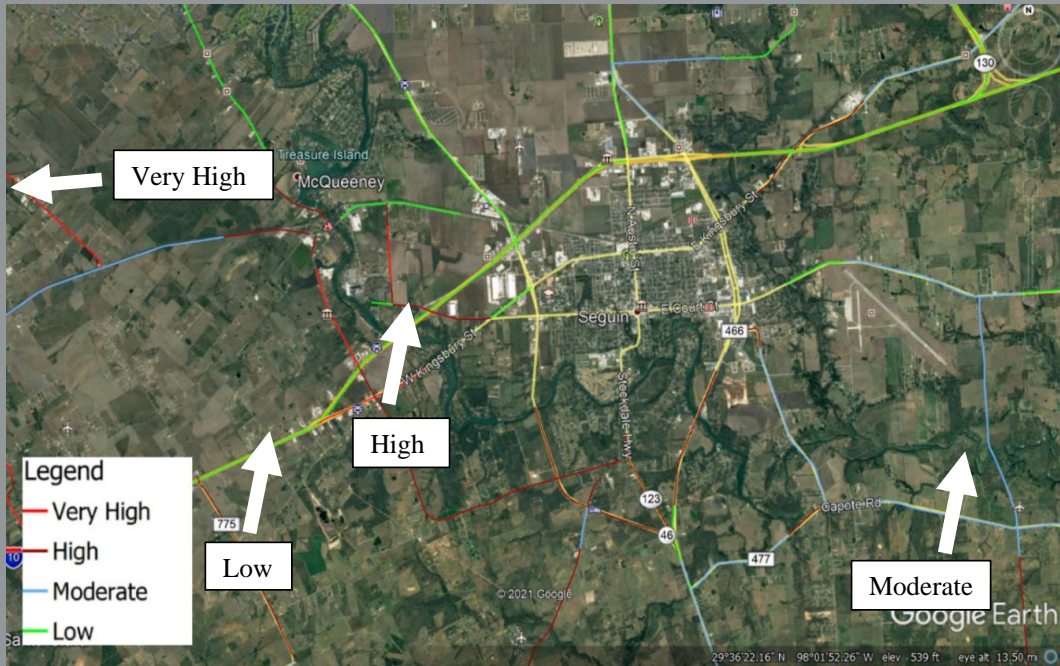 N
130
Treasure Island
McQueeney
Very High
N Austin St
E Kingsbury St
Seguin
E Court St
466
W Kingsbury St
Stockdale Hwy
High
Legend
Very High
High
Moderate
Low
10
775
Low
123
46
477
Capote Rd
Moderate
© 2021 Google
Google Earth
29°36'22.16" N 98°01'52.26" W elev 539 ft eye alt 13.50 mi